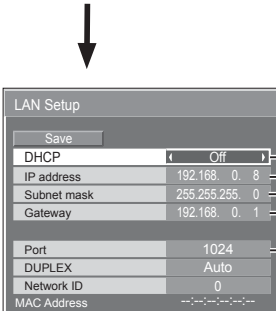 LAN Setup
Save
DHCP Off
IP address 192.168. 0. 8
Subnet mask 255.255.255. 0
Gateway 192.168. 0. 1
Port 1024
DUPLEX Auto
Network ID 0
MAC Address --:--:--:--:--:--